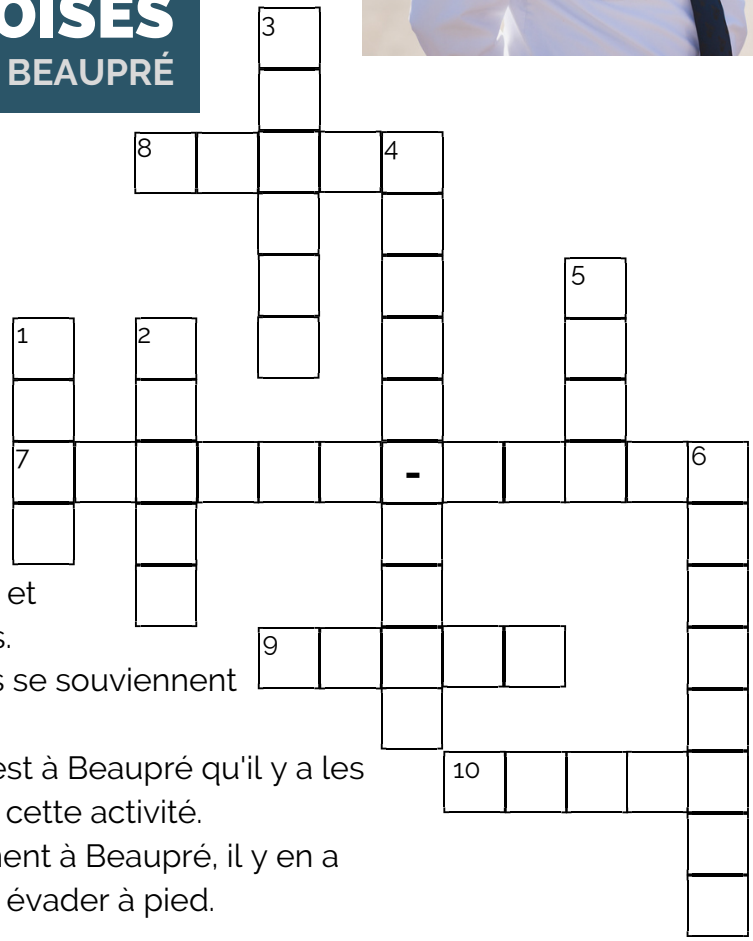 OISES
BEAUPRÉ
3
8
4
5
1
2
7
-
6
et
s.
9
s se souviennent
est à Beaupré qu'il y a les
10
cette activité.
ent à Beaupré, il y en a
évader à pied.